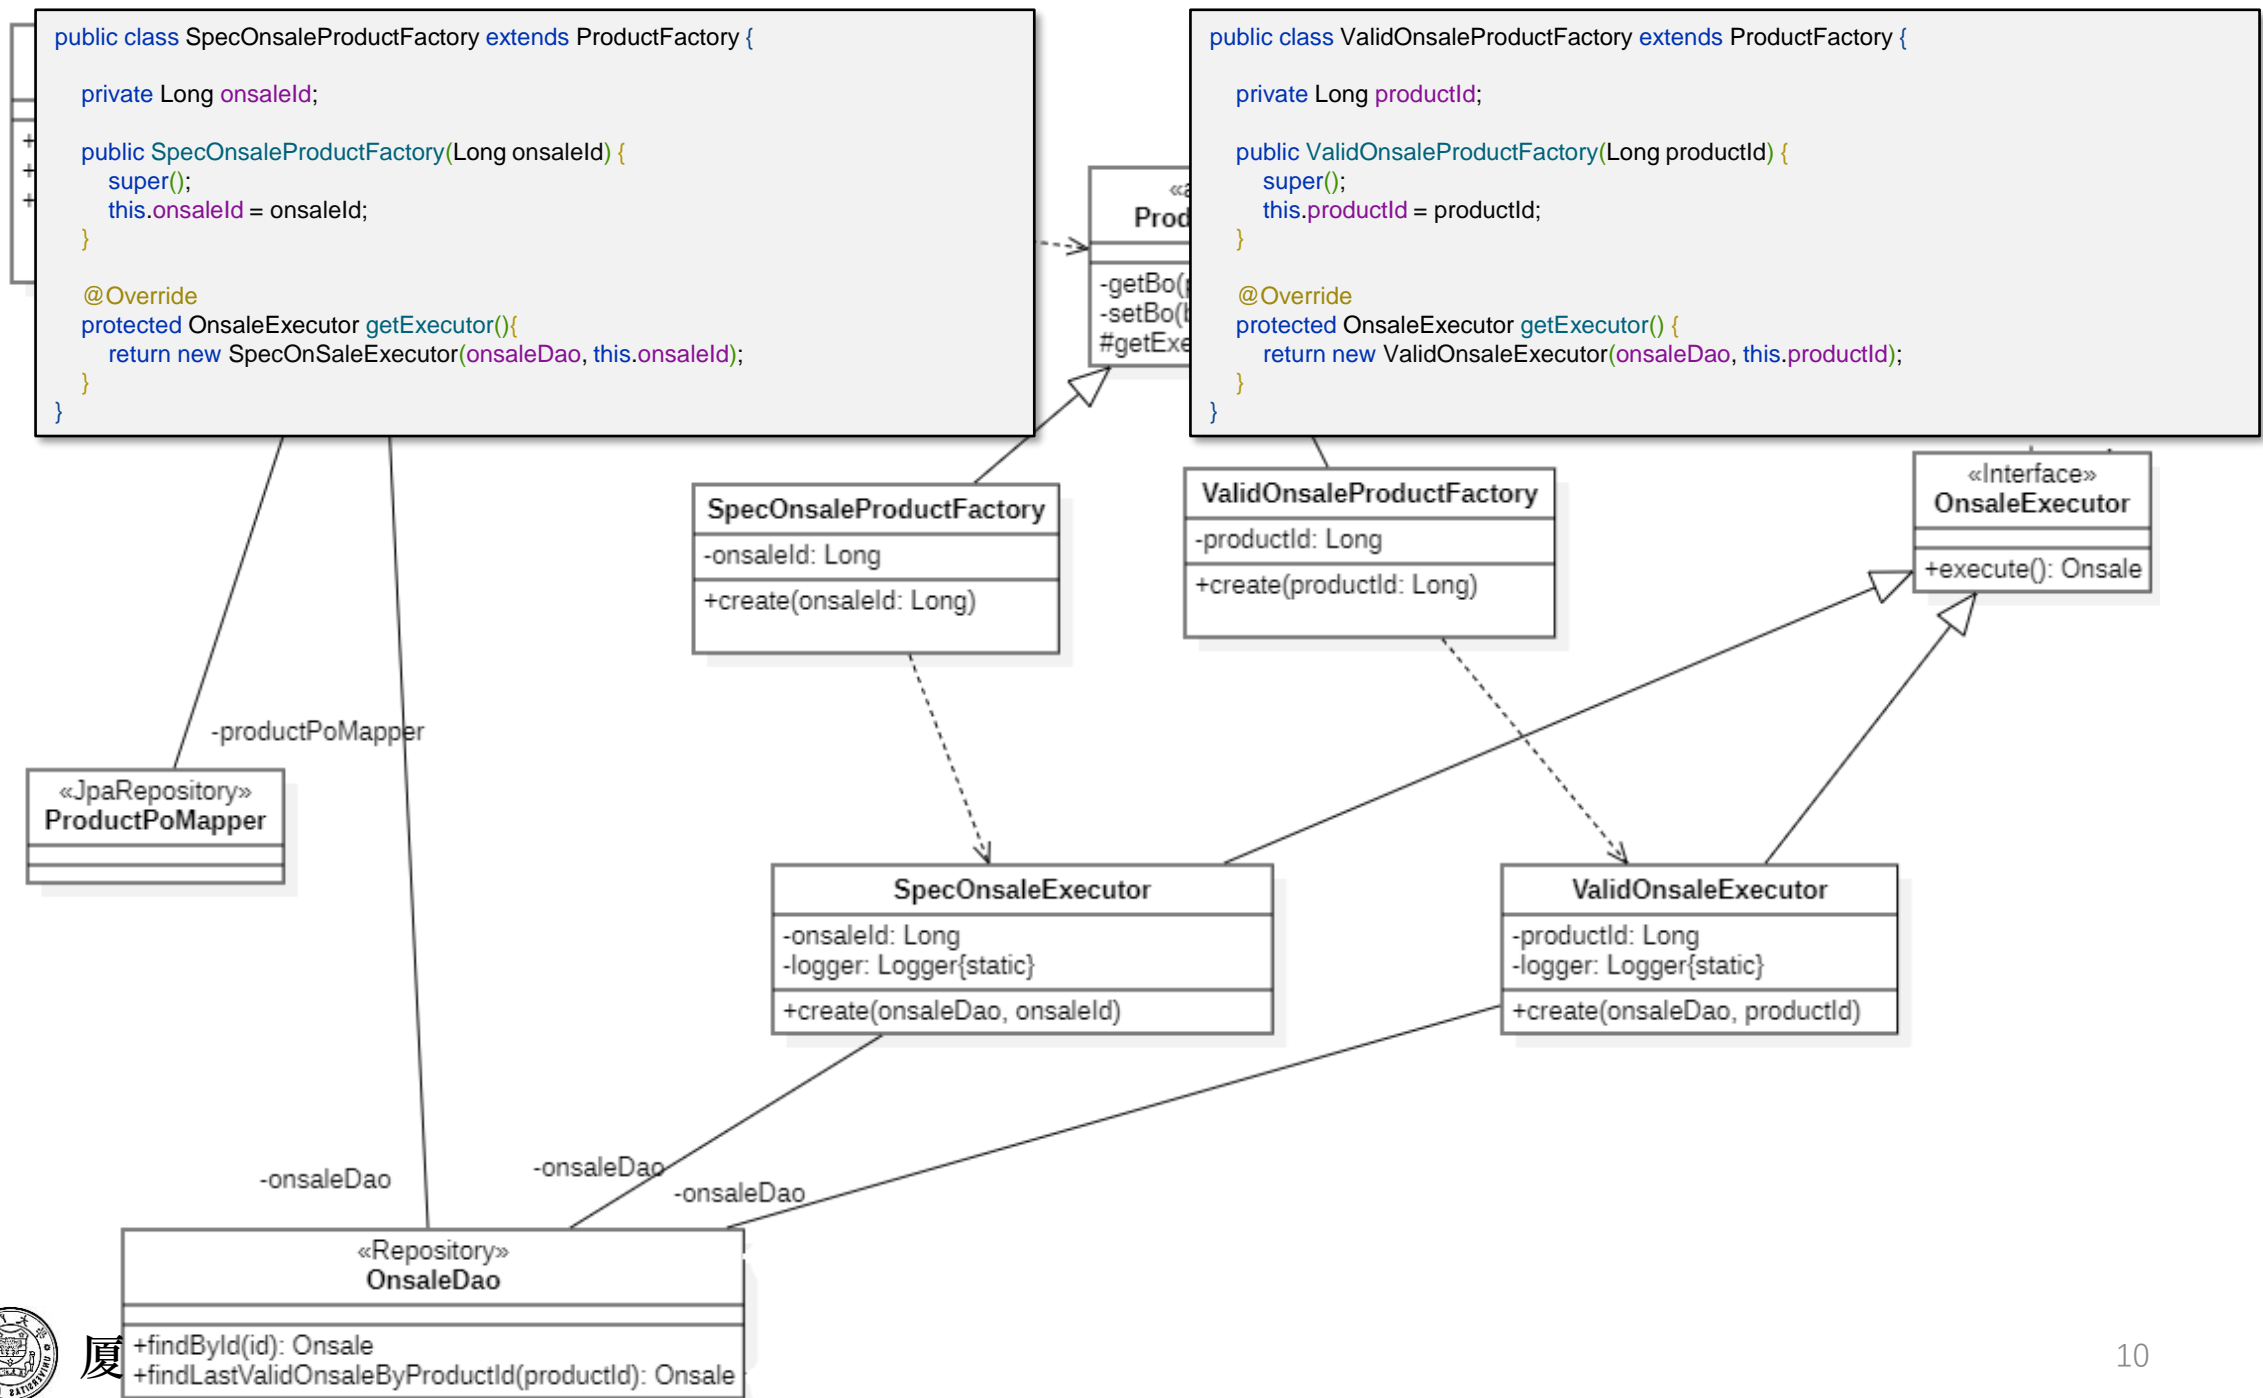 public class SpecOnsaleProductFactory extends ProductFactory {
private Long onsaleId;
public SpecOnsaleProductFactory(Long onsaleId) {
super();
this.onsaleId = onsaleId;
}
@Override
protected OnsaleExecutor getExecutor(){
return new SpecOnSaleExecutor(onsaleDao, this.onsaleId);
}
}
public class ValidOnsaleProductFactory extends ProductFactory {
private Long productId;
public ValidOnsaleProductFactory(Long productId) {
super();
this.productId = productId;
}
@Override
protected OnsaleExecutor getExecutor() {
return new ValidOnsaleExecutor(onsaleDao, this.productId);
}
}
+
+
+
«a
Prod
-getBo(p
-setBo(b
#getExe
SpecOnsaleProductFactory
-onsaleId: Long
+create(onsaleId: Long)
ValidOnsaleProductFactory
-productId: Long
+create(productId: Long)
«Interface»
OnsaleExecutor
+execute(): Onsale
-productPoMapper
«JpaRepository»
ProductPoMapper
SpecOnsaleExecutor
-onsaleId: Long
-logger: Logger{static}
+create(onsaleDao, onsaleId)
ValidOnsaleExecutor
-productId: Long
-logger: Logger{static}
+create(onsaleDao, productId)
-onsaleDao
-onsaleDao
-onsaleDao
«Repository»
OnsaleDao
+findById(id): Onsale
+findLastValidOnsaleByProductId(productId): Onsale
厦
10